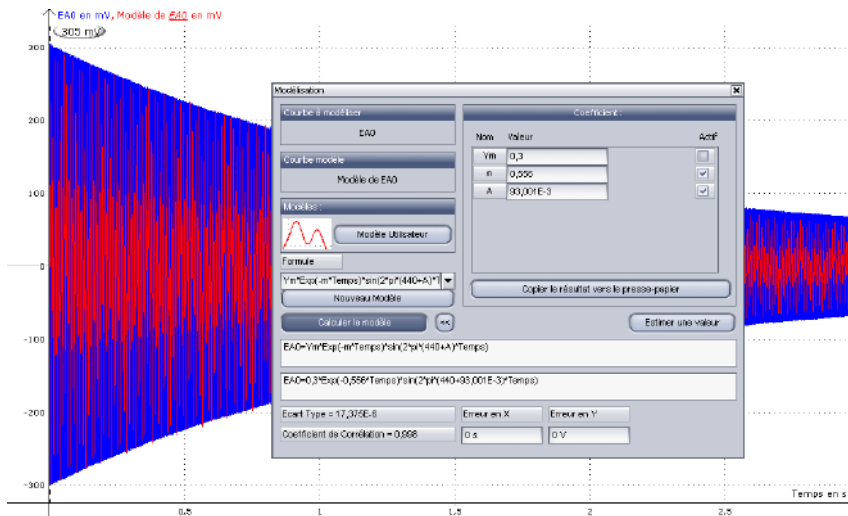 EA0 en mV, Modèle de EA0 en mV
305 mV
300
200
100
0
-100
-200
-300
0,5
1
1,5
2
2,5
Temps en s
Modélisation
Courbe à modéliser
EA0
Courbe modèle
Modèle de EA0
Modèles :
Modèle Utilisateur
Formule
Ym*Exp(-m*Temps)*sin(2*pi*(440+A)*T
Nouveau Modèle
Calculer le modèle
<<
Coefficient :
Nom Valeur Actif
Ym 0,3
m 0,556
A 93,001E-3
Copier le résultat vers le presse-papier
Estimer une valeur
EA0=Ym*Exp(-m*Temps)*sin(2*pi*(440+A)*Temps)
EA0=0,3*Exp(-0,556*Temps)*sin(2*pi*(440+93,001E-3)*Temps)
Ecart Type = 17,375E-6
Erreur en X
Erreur en Y
Coefficient de Corrélation = 0,998
0 s
0 V